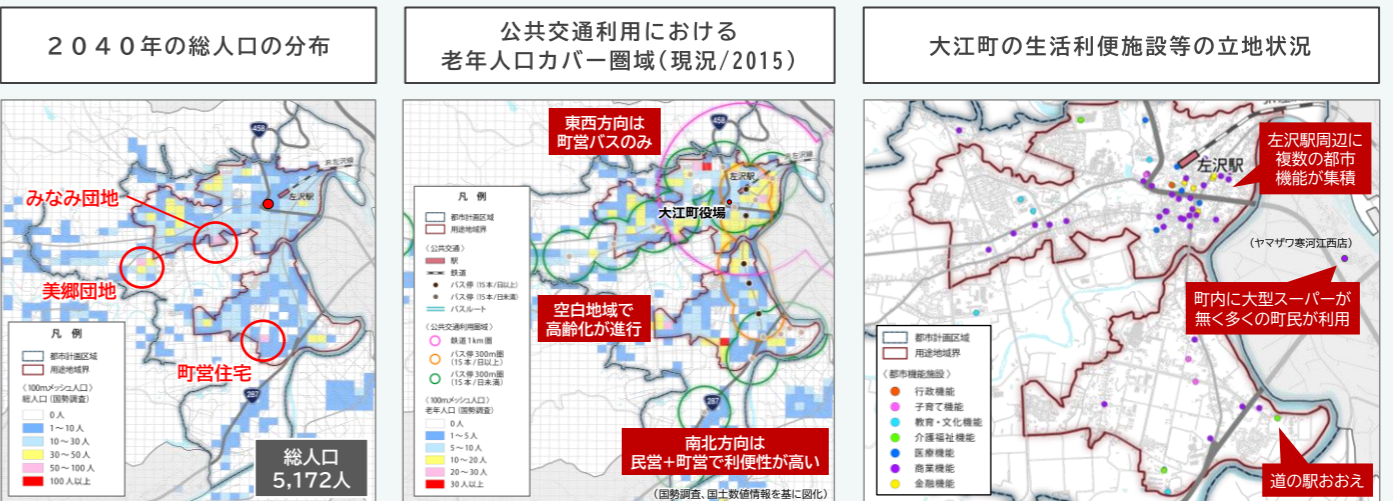 ２０４０年の総人口の分布
458
JR左沢線
左沢駅
みなみ団地
美郷団地
町営住宅
287
凡 例
都市計画区域
用途地域界
〈100mメッシュ人口〉
総人口（国勢調査）
0 人
1～10人
10～30人
30～50人
50～100人
100人以上
総人口
5,172人
公共交通利用における
老年人口カバー圏域（現況/2015）
東西方向は
町営バスのみ
458
左沢駅
大江町役場
空白地域で
高齢化が進行
287
南北方向は
民営＋町営で利便性が高い
凡 例
都市計画区域
用途地域界
〈公共交通〉
駅
鉄道
バス停（15本/日以上）
バス停（15本/日未満）
バスルート
〈公共交通利用圏域〉
鉄道1km圏
バス停300m圏
（15本/日以上）
バス停300m圏
（15本/日未満）
〈100mメッシュ人口〉
老年人口（国勢調査）
0人
1～5人
5～10人
10～20人
20～30人
30人以上
（国勢調査、国土数値情報を基に図化）
大江町の生活利便施設等の立地状況
左沢駅
左沢駅周辺に
複数の都市
機能が集積
（ヤマザワ寒河江西店）
町内に大型スーパーが
無く多くの町民が利用
道の駅おおえ
凡 例
都市計画区域
用途地域界
〈都市機能施設〉
行政機能
子育て機能
教育・文化機能
介護福祉機能
医療機能
商業機能
金融機能